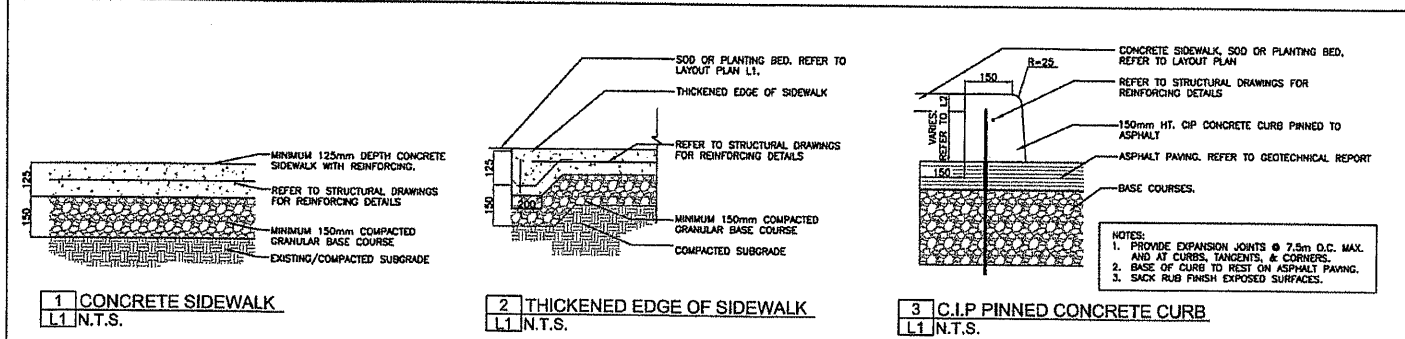 125
150
MINIMUM 125mm DEPTH CONCRETE
SIDEWALK WITH REINFORCING.
REFER TO STRUCTURAL DRAWINGS
FOR REINFORCING DETAILS
MINIMUM 150mm COMPACTED
GRANULAR BASE COURSE
EXISTING/COMPACTED SUBGRADE
1 CONCRETE SIDEWALK
L1 N.T.S.
SOD OR PLANTING BED. REFER TO
LAYOUT PLAN L1.
THICKENED EDGE OF SIDEWALK
125
150
200
REFER TO STRUCTURAL DRAWINGS
FOR REINFORCING DETAILS
MINIMUM 150mm COMPACTED
GRANULAR BASE COURSE
COMPACTED SUBGRADE
2 THICKENED EDGE OF SIDEWALK
L1 N.T.S.
150
R=25
VARIES:
REFER TO L2
150
CONCRETE SIDEWALK, SOD OR PLANTING BED.
REFER TO LAYOUT PLAN
REFER TO STRUCTURAL DRAWINGS FOR
REINFORCING DETAILS
150mm HT. CIP CONCRETE CURB PINNED TO
ASPHALT
ASPHALT PAVING. REFER TO GEOTECHNICAL REPORT
BASE COURSES.
NOTES:
1. PROVIDE EXPANSION JOINTS @ 7.5m O.C. MAX.
AND AT CURBS, TANGENTS, & CORNERS.
2. BASE OF CURB TO REST ON ASPHALT PAVING.
3. SACK RUB FINISH EXPOSED SURFACES.
3 C.I.P PINNED CONCRETE CURB
L1 N.T.S.